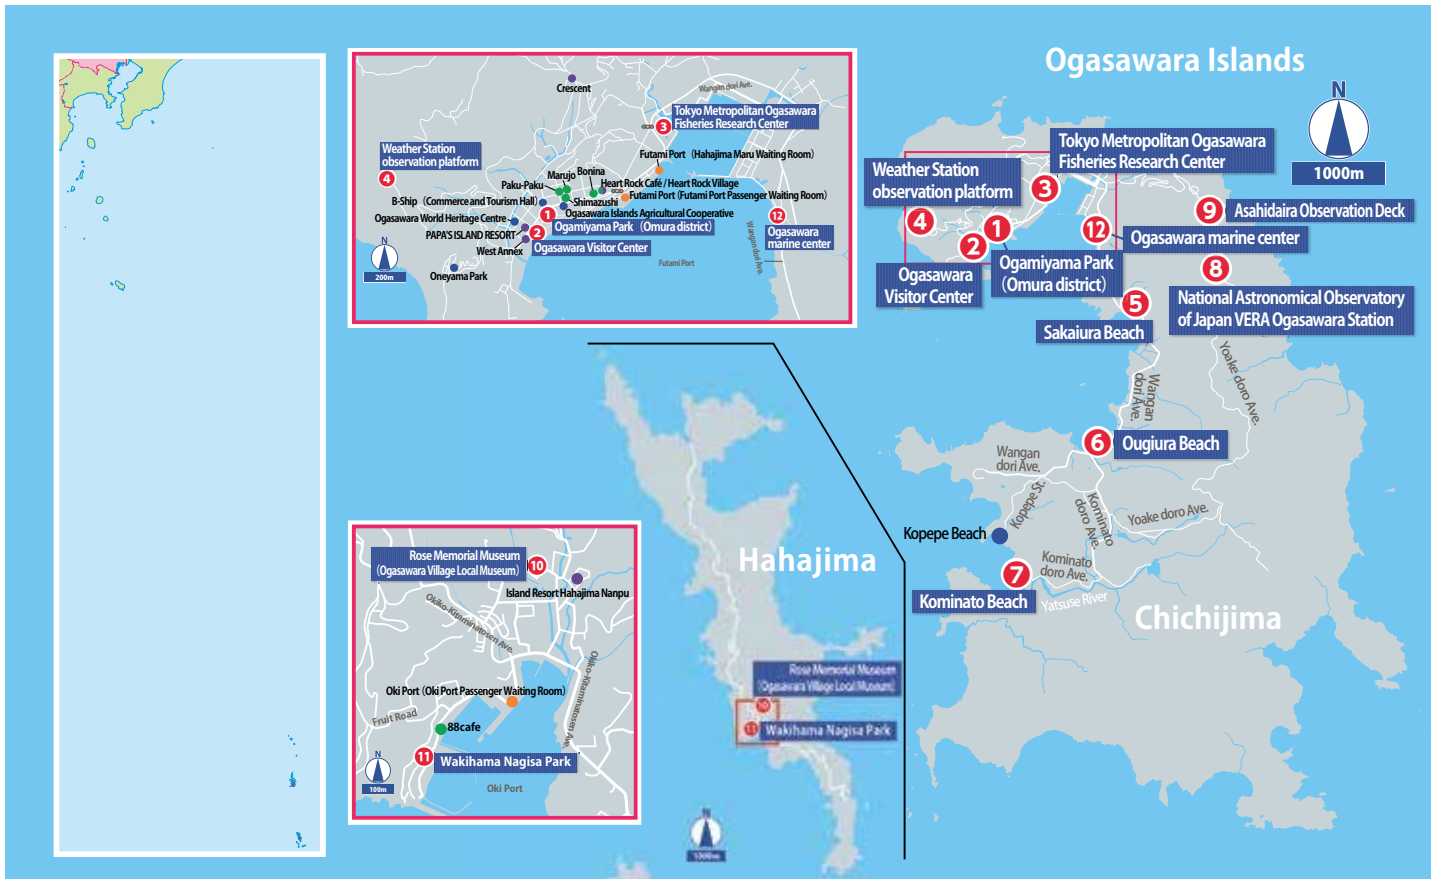 Ogasawara Islands
N
1000m
Crescent
Wangan dori Ave.
3
Tokyo Metropolitan Ogasawara
Fisheries Research Center
Weather Station
observation platform
4
Futami Port (Hahajima Maru Waiting Room)
Bonina
Marujo
Paku-Paku
Heart Rock Café / Heart Rock Village
B-Ship (Commerce and Tourism Hall)
Shimazushi
Futami Port (Futami Port Passenger Waiting Room)
Ogasawara Islands Agricultural Cooperative
Ogasawara World Heritage Centre
1
Ogamiyama Park (Omura district)
12
Ogasawara
marine center
PAPA'S ISLAND RESORT
2
Ogasawara Visitor Center
West Annex
Wangan dori Ave.
N
200m
Oneyama Park
Futami Port
Tokyo Metropolitan Ogasawara
Fisheries Research Center
Weather Station
observation platform
3
4
1
2
12
9
Asahidaira Observation Deck
Ogasawara marine center
Ogasawara
Visitor Center
Ogamiyama Park
(Omura district)
8
National Astronomical Observatory
of Japan VERA Ogasawara Station
5
Sakaiura Beach
Yoake doro Ave.
Wangan
dori Ave.
6
Ougiura Beach
Wangan
dori Ave.
Kopepe St.
Kominato
doro Ave.
Yoake doro Ave.
Kopepe Beach
Kominato
doro Ave.
7
Kominato Beach
Yatsuse River
Chichijima
Hahajima
Rose Memorial Museum
(Ogasawara Village Local Museum)
10
11
Wakihama Nagisa Park
N
1000m
Rose Memorial Museum
(Ogasawara Village Local Museum)
10
Island Resort Hahajima Nanpu
Okiko-Kitaminatosen Ave.
Okiko-Kitaminatosen Ave.
Oki Port (Oki Port Passenger Waiting Room)
Fruit Road
88cafe
11
Wakihama Nagisa Park
N
100m
Oki Port